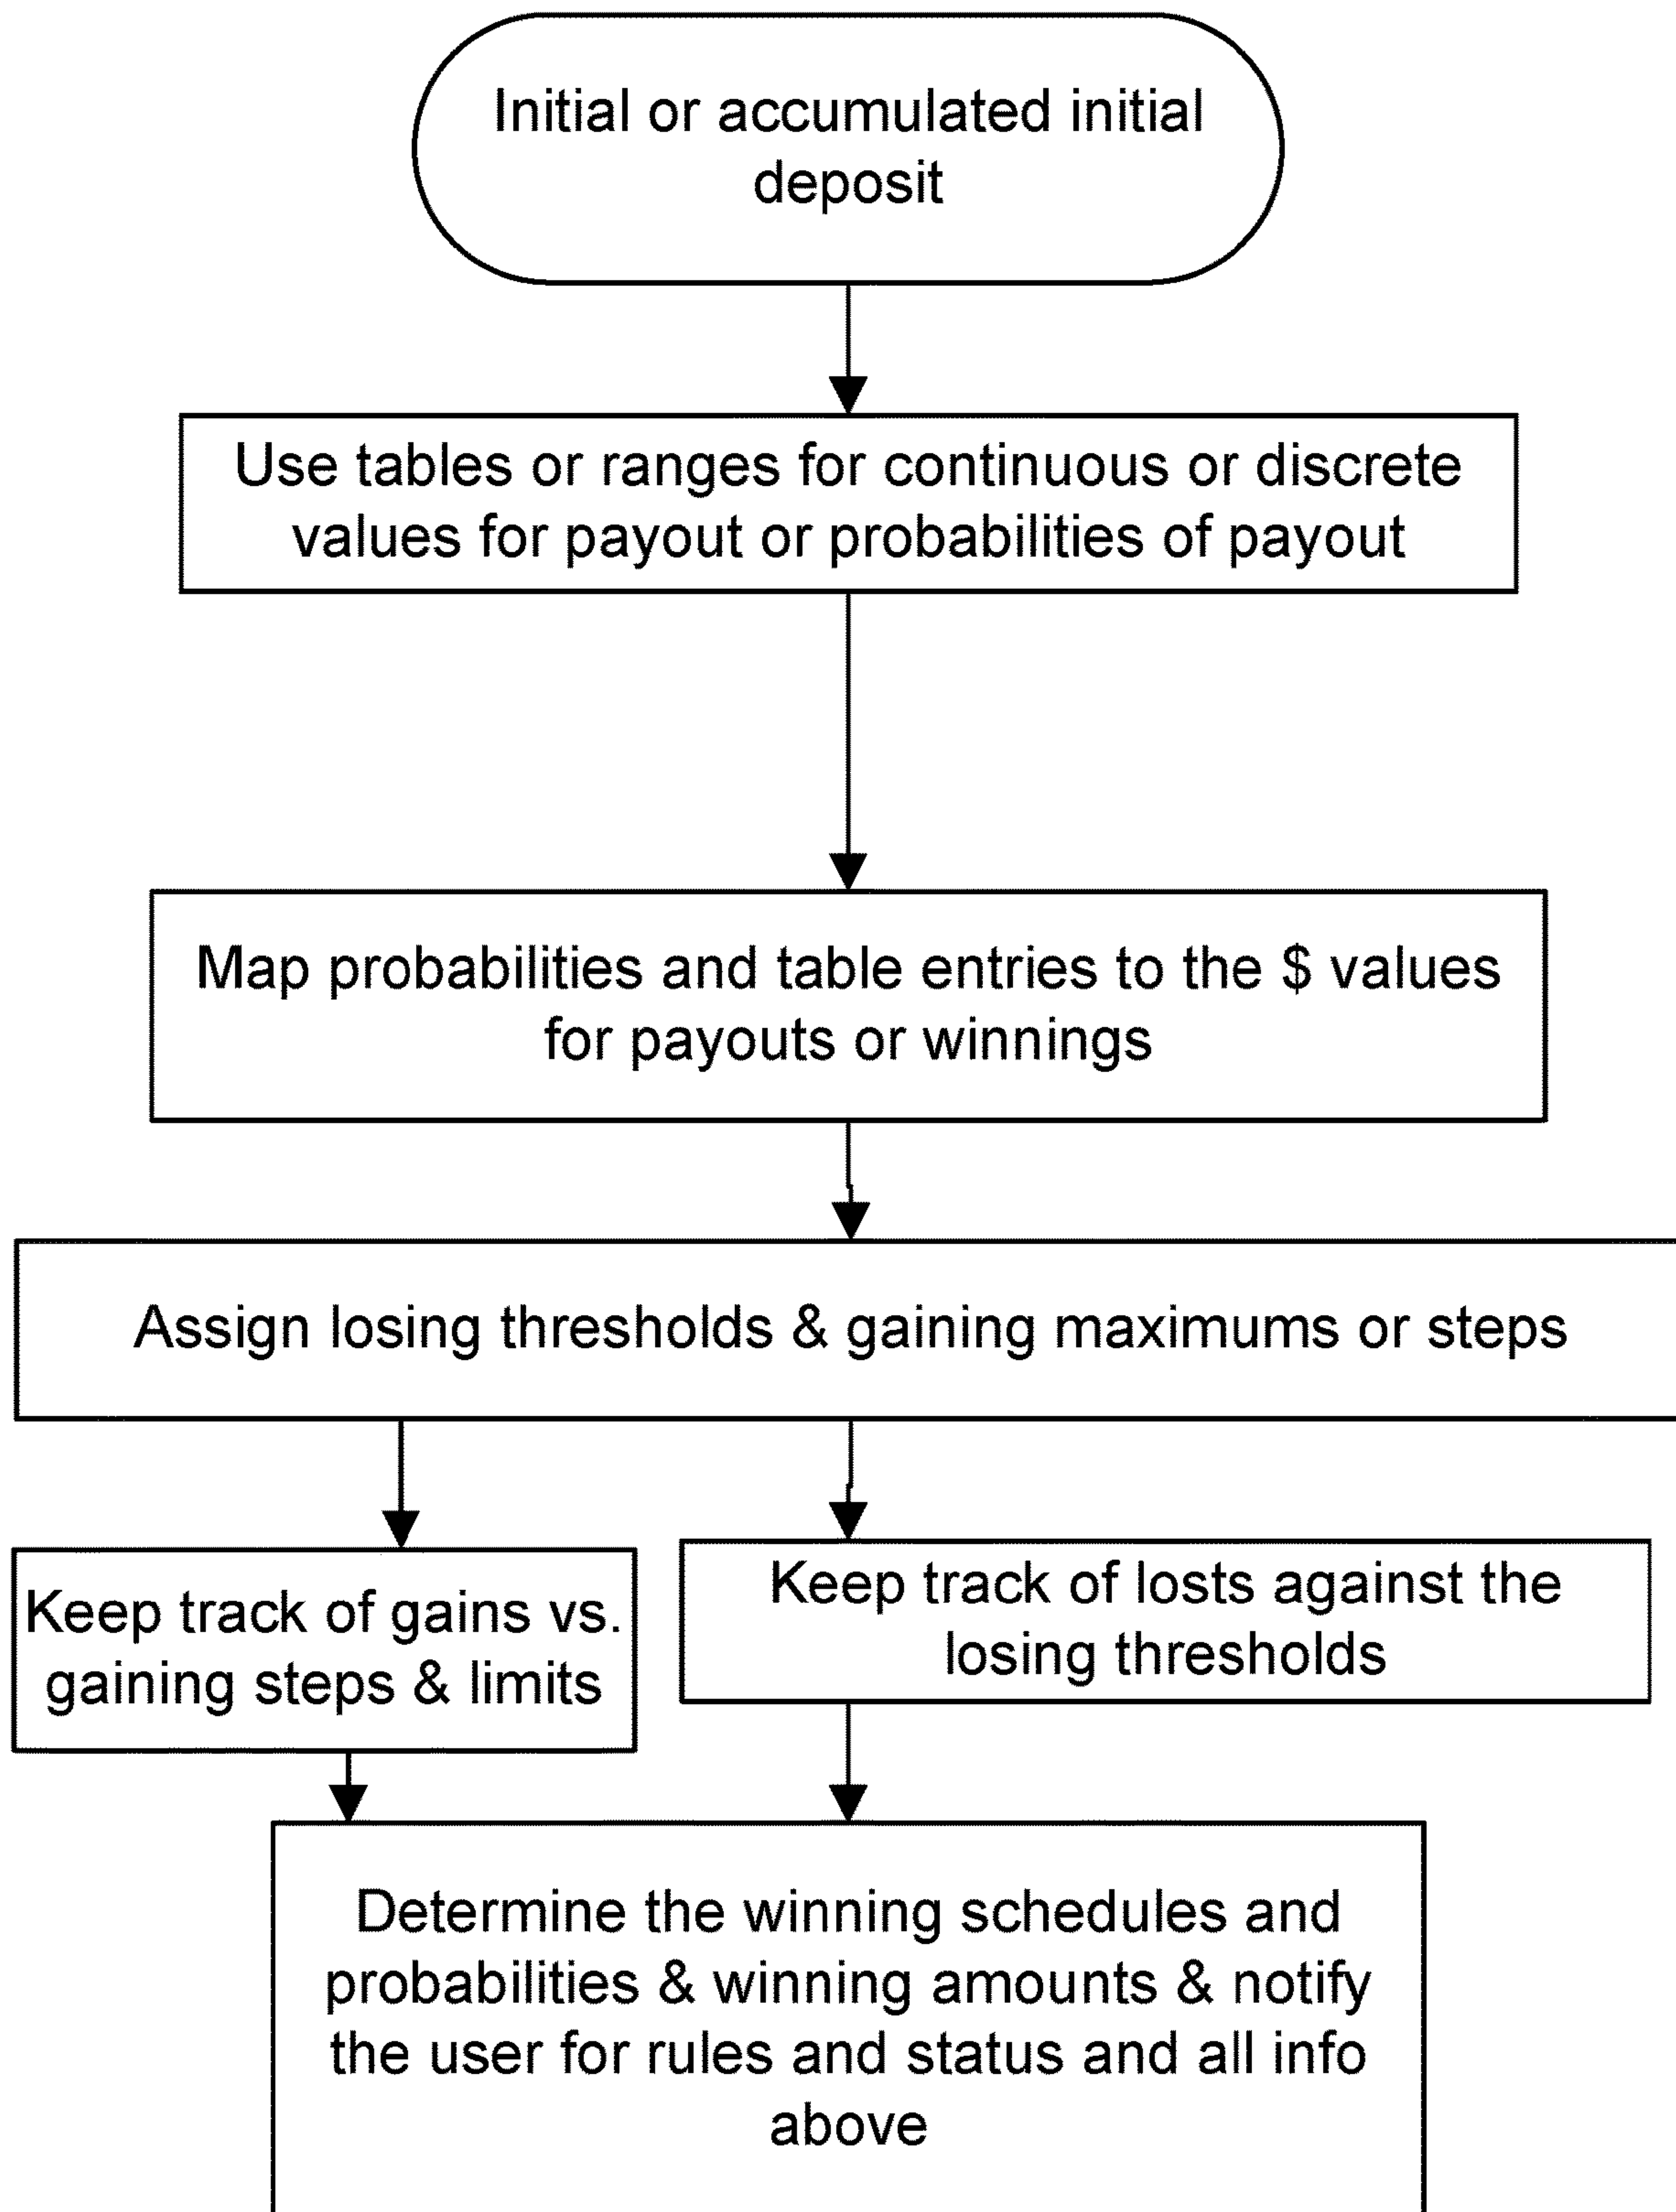 Initial or accumulated initial
deposit
Use tables or ranges for continuous or discrete
values for payout or probabilities of payout
Map probabilities and table entries to the $ values
for payouts or winnings
Assign losing thresholds & gaining maximums or steps
Keep track of gains vs.
gaining steps & limits
Keep track of losts against the
losing thresholds
Determine the winning schedules and
probabilities & winning amounts & notify
the user for rules and status and all info
above